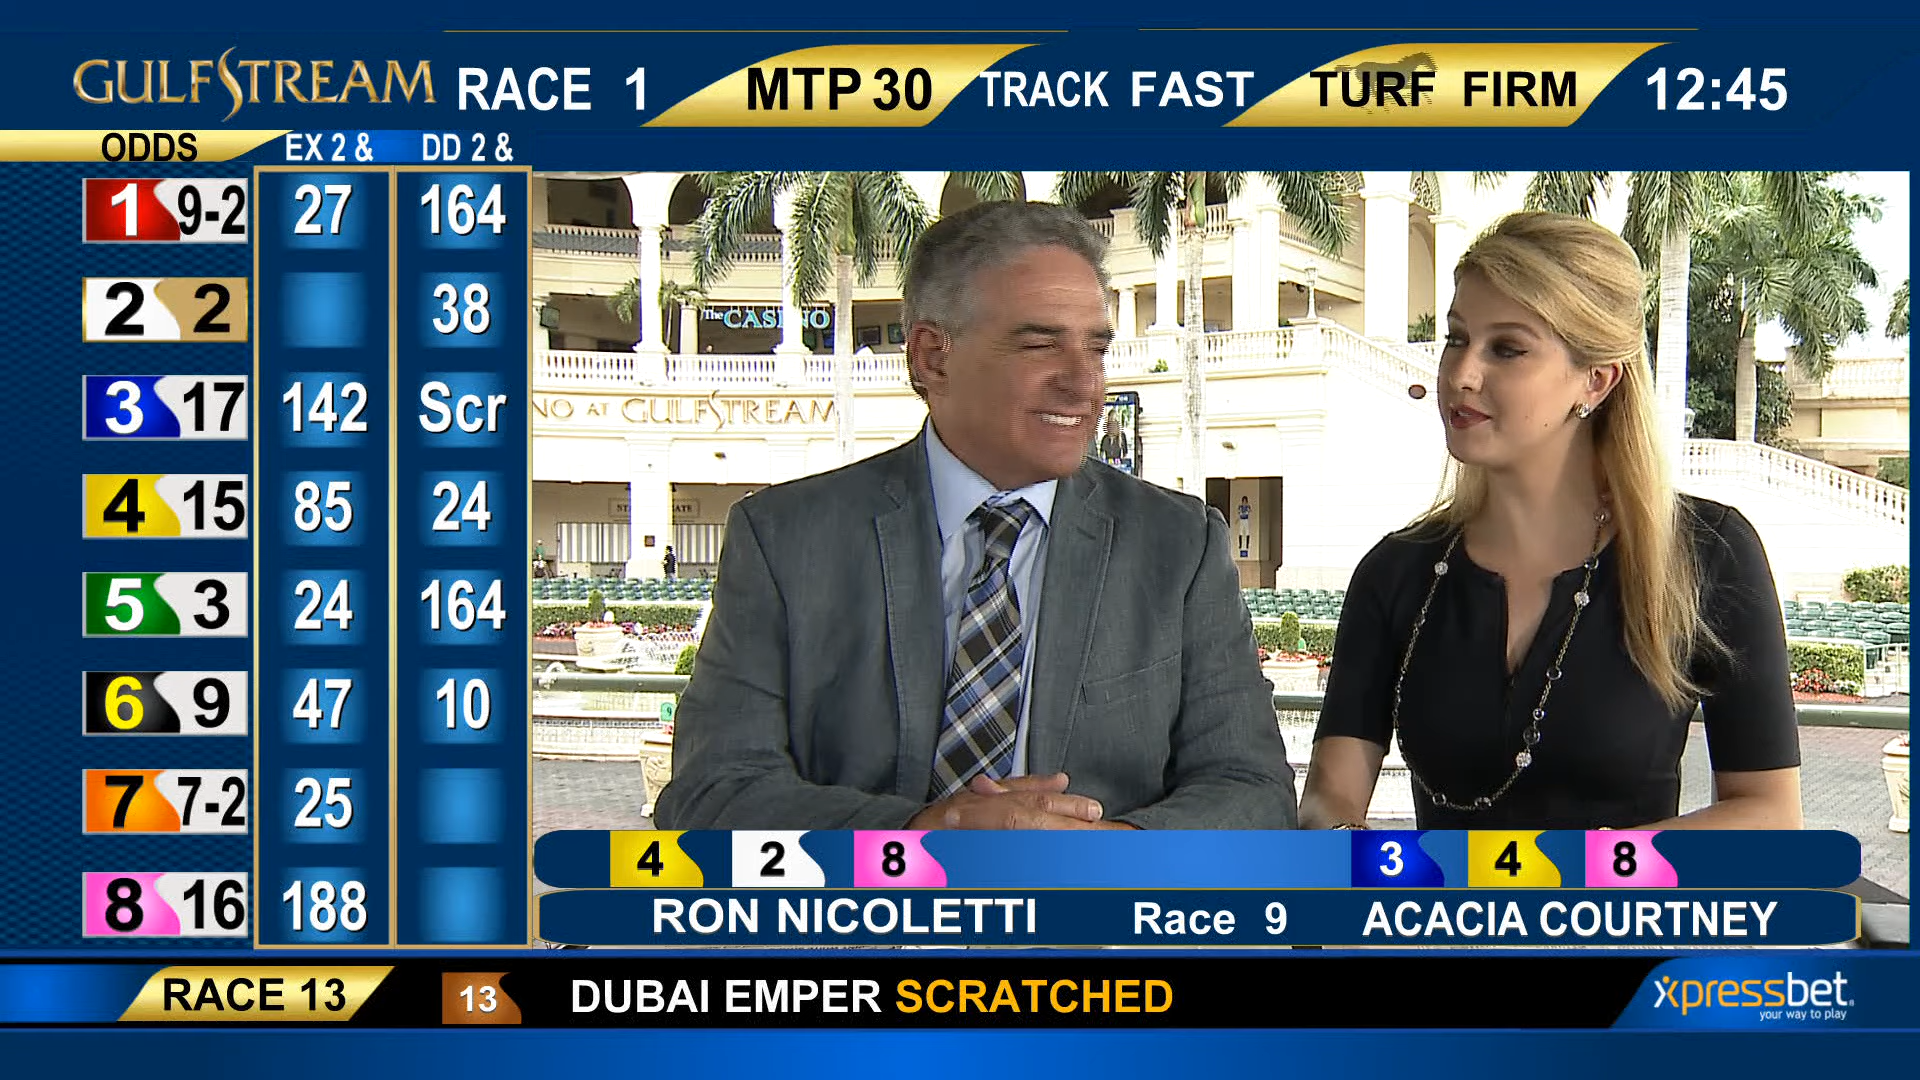 GULFSTREAM RACE 1 MTP 30 TRACK FAST TURF FIRM 12:45
ODDS EX 2 & DD 2 &
1 9-2 27 164
2 2 38
3 17 142 Scr
4 15 85 24
5 3 24 164
6 9 47 10
7 7-2 25
8 16 188
The CASINO
NO AT GULFSTREAM
4 2 8 3 4 8
RON NICOLETTI Race 9 ACACIA COURTNEY
RACE 13 13 DUBAI EMPER SCRATCHED
xpressbet
your way to play